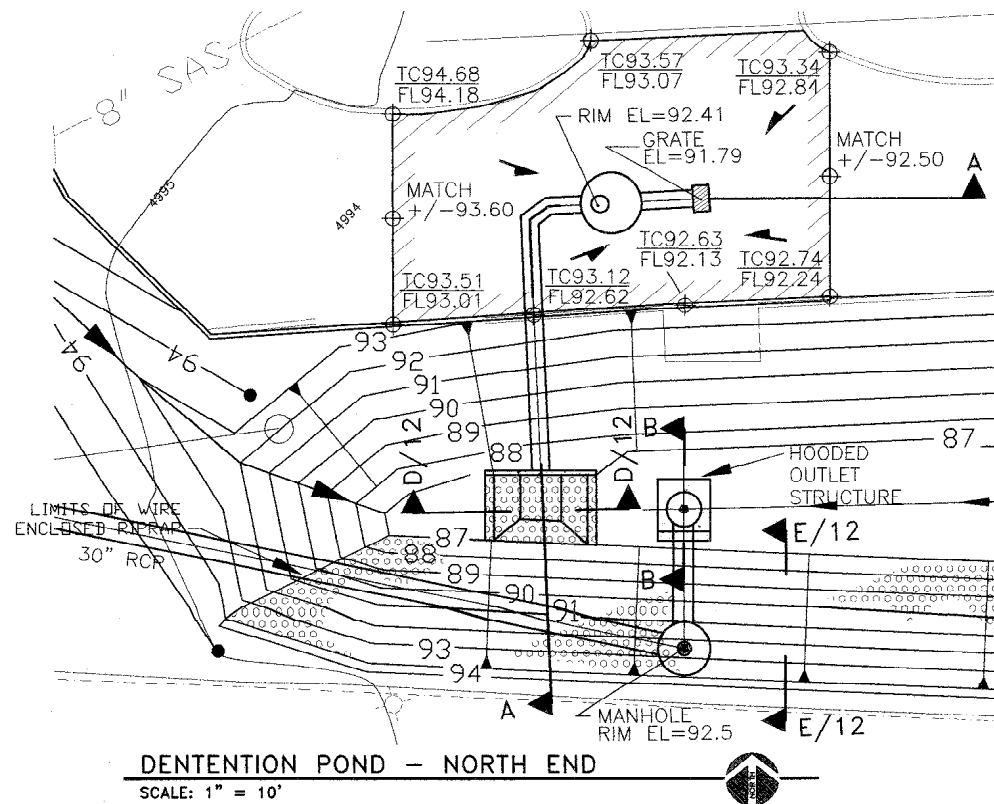 8" SAS
TC94.68
FL94.18
TC93.57
FL93.07
TC93.34
FL92.84
RIM EL=92.41
GRATE
EL=91.79
MATCH
+/-92.50
A
4995
4994
MATCH
+/-93.60
TC93.51
FL93.01
TC93.12
FL92.62
TC92.63
FL92.13
TC92.74
FL92.24
94
94
93
92
91
90
89
88
D/12
D/12
B
87
HOODED
OUTLET
STRUCTURE
LIMITS OF WIRE
ENCLOSED RIPRAP
30" RCP
87
88
89
90
91
93
94
E/12
B
A
MANHOLE
RIM EL=92.5
E/12
DENTENTION POND - NORTH END
SCALE: 1" = 10'
NORTH